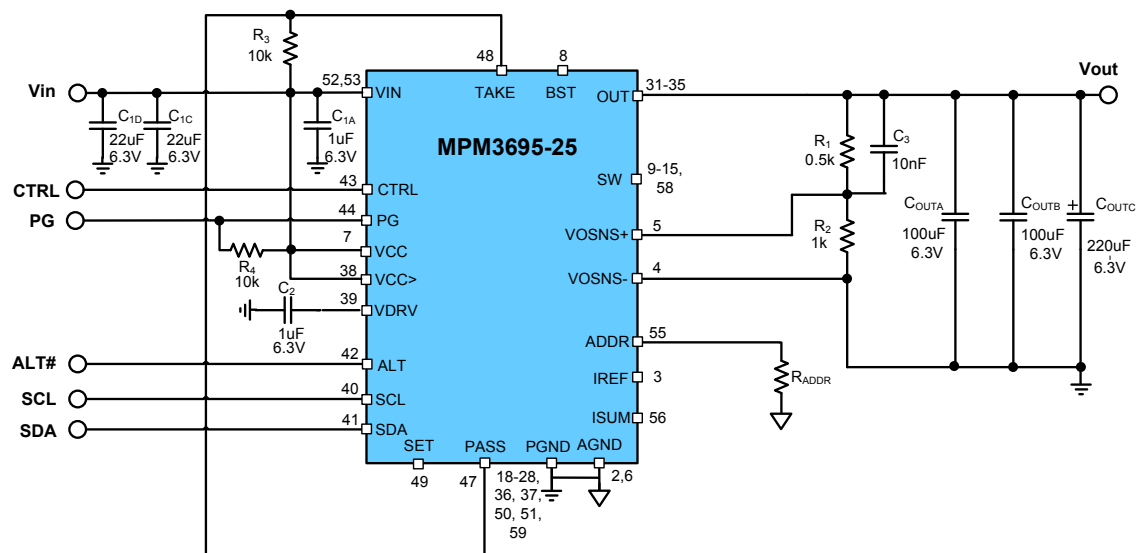 R3
10k
48
8
Vout
52,53
31-35
Vin
VIN
TAKE
BST
OUT
C1D
22uF
6.3V
C1C
22uF
6.3V
C1A
1uF
6.3V
MPM3695-25
R1
0.5k
C3
10nF
9-15,
58
SW
CTRL
43
CTRL
PG
44
PG
COUTA
100uF
6.3V
COUTB
100uF
6.3V
+
COUTC
220uF
6.3V
5
VOSNS+
R2
1k
7
VCC
R4
10k
38
VCC>
4
VOSNS-
C2
1uF
6.3V
39
VDRV
55
ADDR
RADDR
ALT#
42
ALT
IREF
3
SCL
40
SCL
ISUM
56
SDA
41
SDA
SET
PASS
PGND
AGND
49
47
18-28,
36, 37,
50, 51,
59
2,6